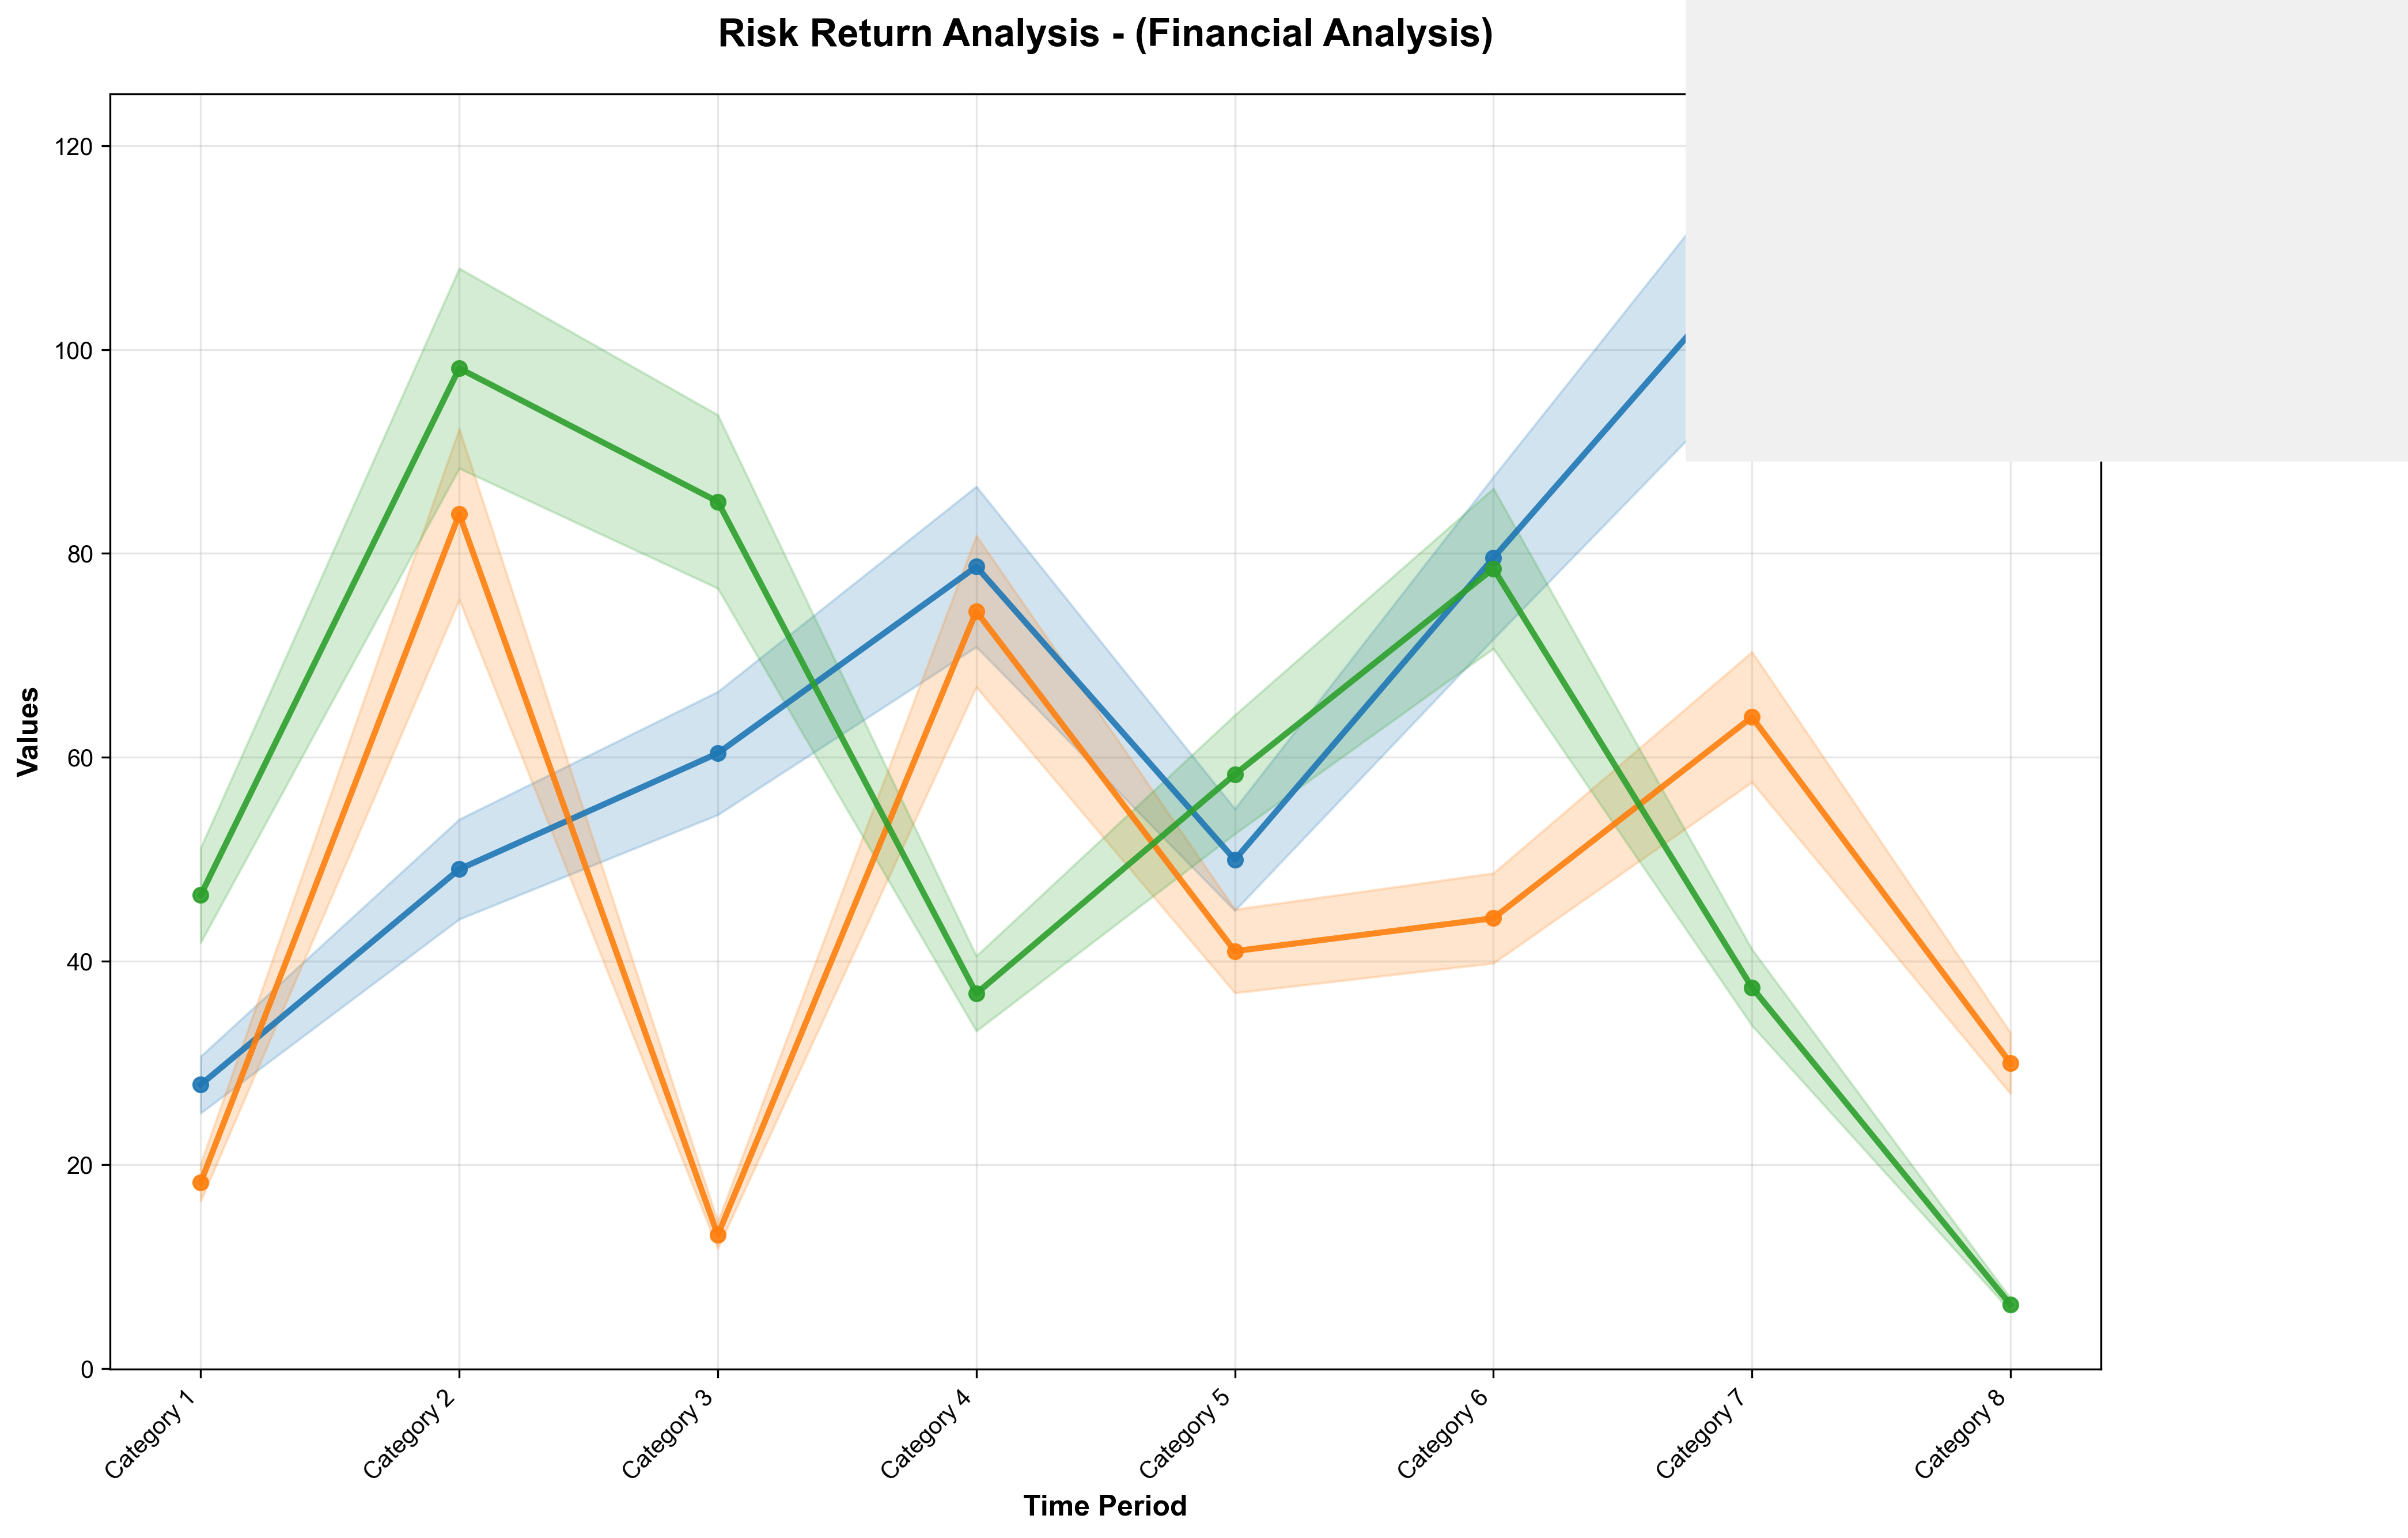 Risk Return Analysis - (Financial Analysis)
120
100
80
60
40
20
0
Values
Category 1
Category 2
Category 3
Category 4
Category 5
Category 6
Category 7
Category 8
Time Period